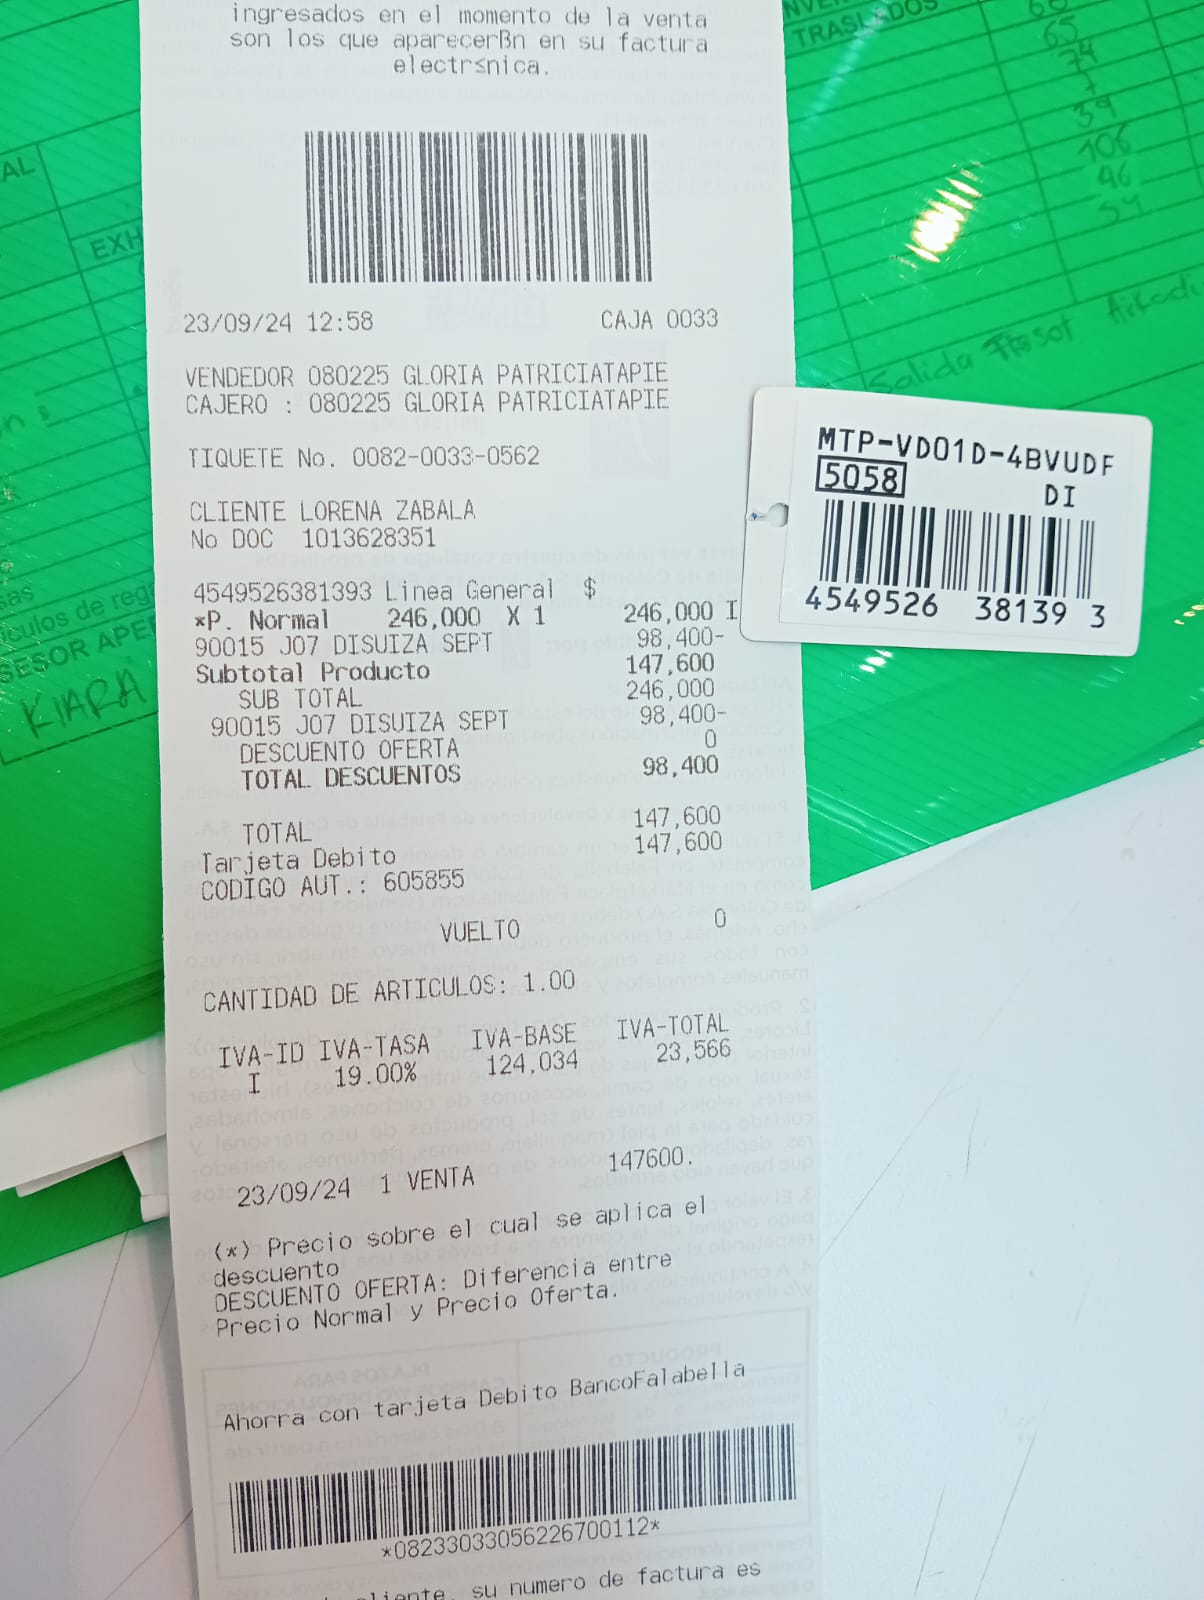 ingresados en el momento de la venta
son los que aparecerßn en su factura
electr≤nica.
23/09/24 12:58 CAJA 0033
VENDEDOR 080225 GLORIA PATRICIATAPIE
CAJERO : 080225 GLORIA PATRICIATAPIE
TIQUETE No. 0082-0033-0562
CLIENTE LORENA ZABALA
No DOC 1013628351
4549526381393 Linea General $
*P. Normal 246,000 X 1 246,000 I
90015 J07 DISUIZA SEPT 98,400-
Subtotal Producto 147,600
SUB TOTAL 246,000
90015 J07 DISUIZA SEPT 98,400-
DESCUENTO OFERTA 0
TOTAL DESCUENTOS 98,400
TOTAL 147,600
Tarjeta Debito 147,600
CODIGO AUT.: 605855
VUELTO 0
CANTIDAD DE ARTICULOS: 1.00
IVA-ID IVA-TASA IVA-BASE IVA-TOTAL
I 19.00% 124,034 23,566
23/09/24 1 VENTA 147600.
(*) Precio sobre el cual se aplica el
descuento
DESCUENTO OFERTA: Diferencia entre
Precio Normal y Precio Oferta.
Ahorra con tarjeta Debito BancoFalabella
*08233033056226700112*
su numero de factura es
MTP-VD01D-4BVUDF
5058 DI
4549526 38139 3
TRASLADOS
65
74
39
106
46
54
Salida
AL
EXH
KIARA